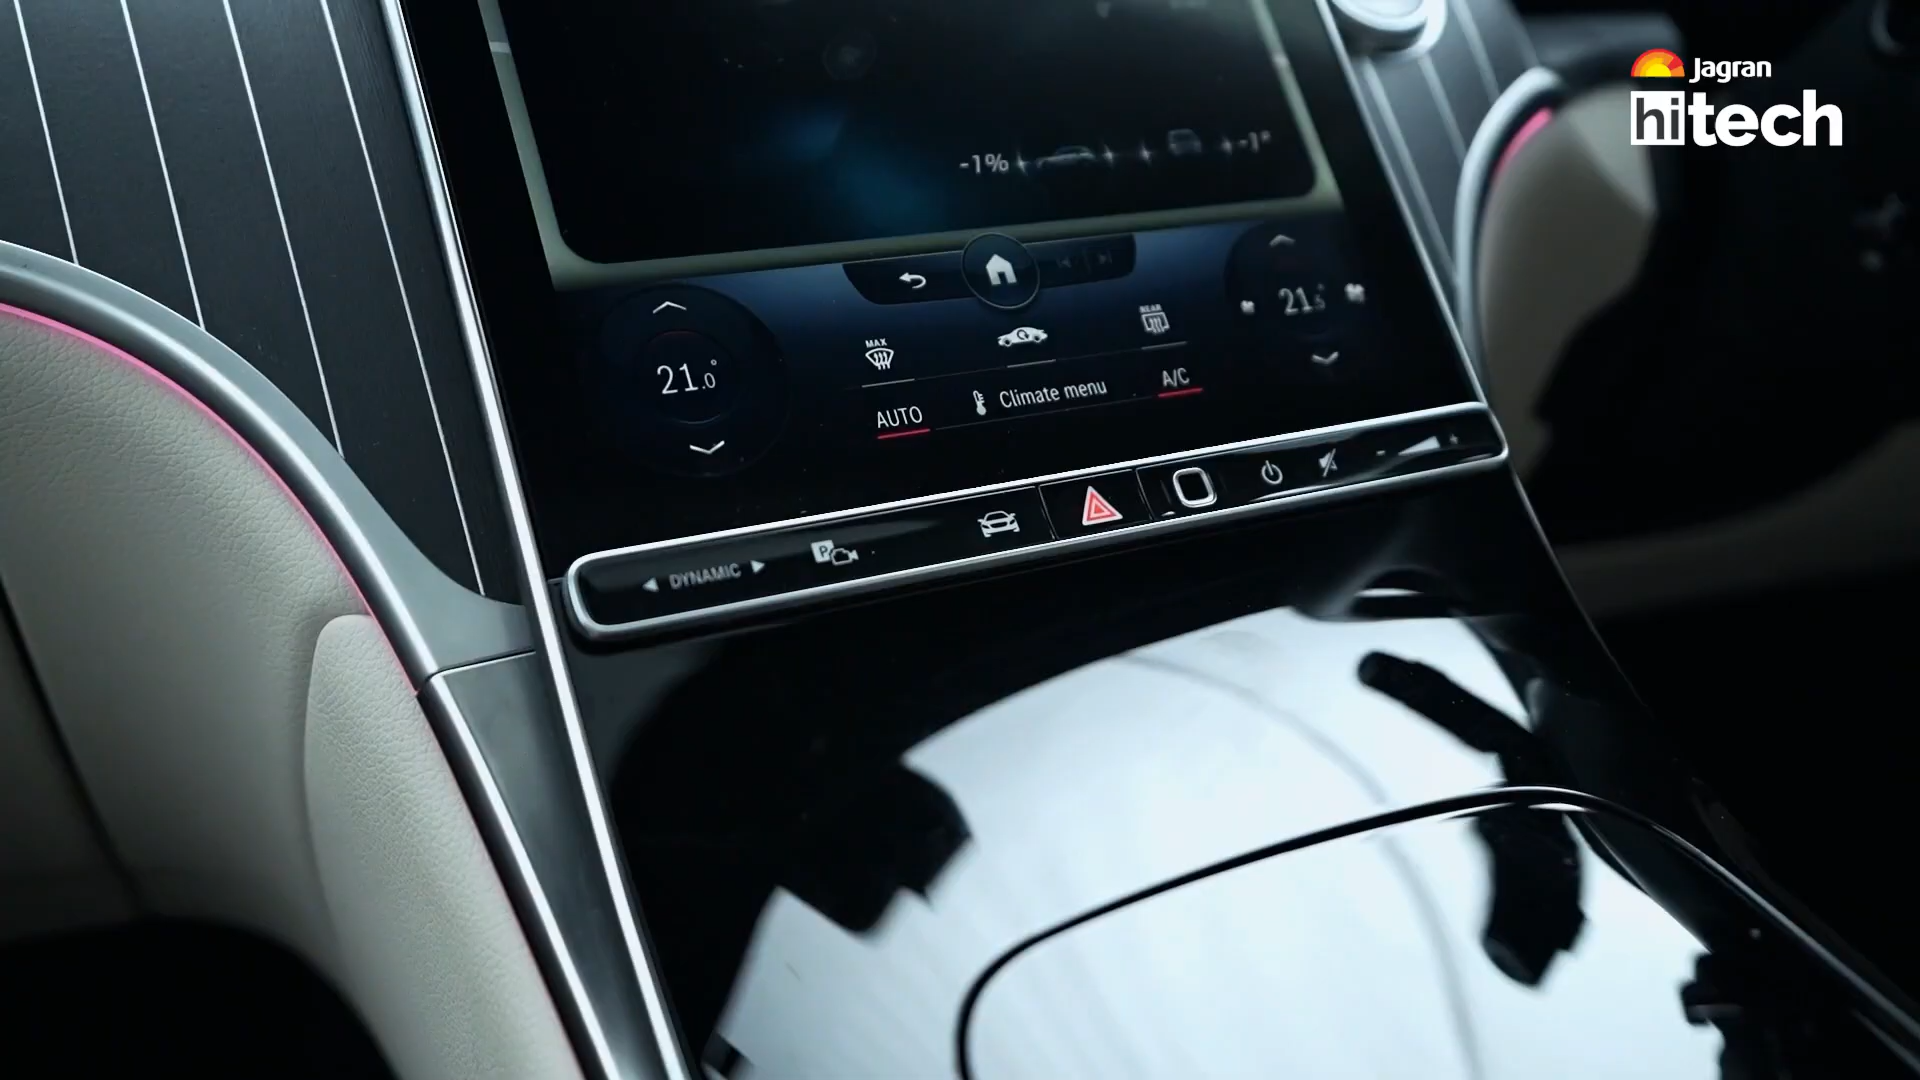 Jagran
hitech
-1%
-1°
21.0°
MAX
REAR
21.5°
AUTO
Climate menu
A/C
DYNAMIC
P